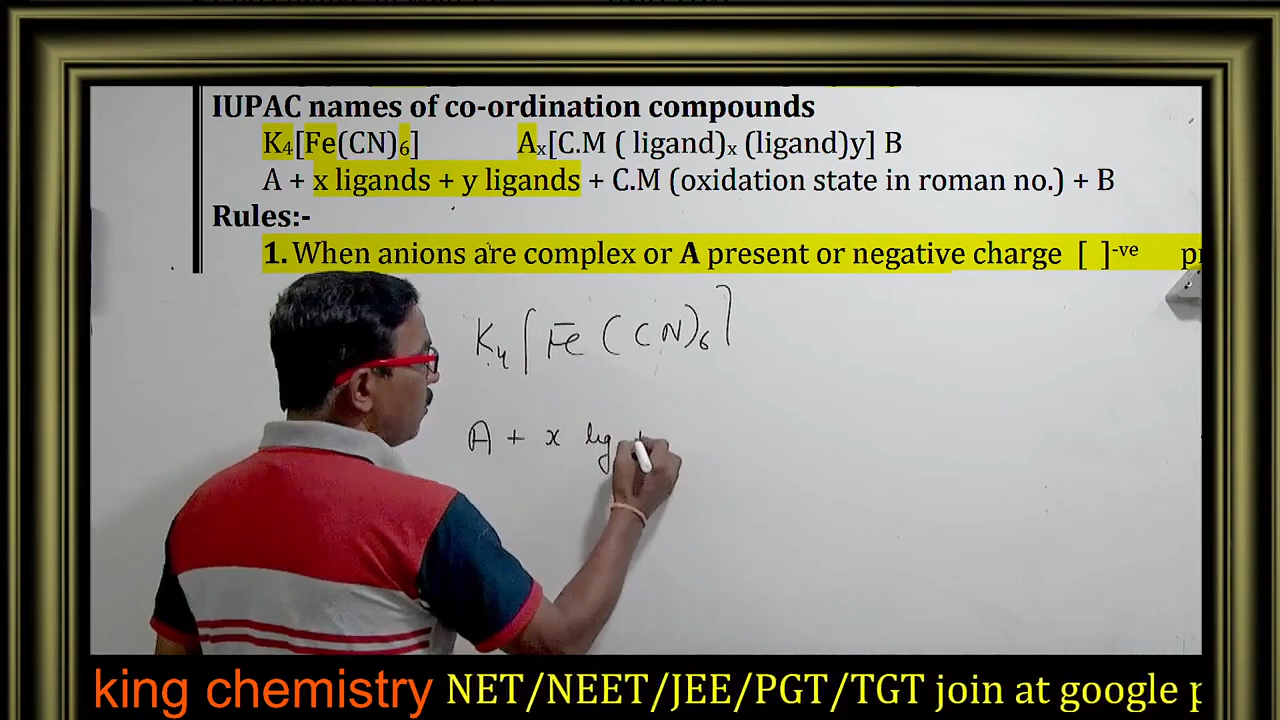 IUPAC names of co-ordination compounds
K₄[Fe(CN)₆] Aₓ[C.M ( ligand)ₓ (ligand)y] B
A + x ligands + y ligands + C.M (oxidation state in roman no.) + B
Rules:-
1. When anions are complex or A present or negative charge [ ]⁻ᵛᵉ
K₄[Fe(CN)₆]
A + x lig
king chemistry NET/NEET/JEE/PGT/TGT join at google p